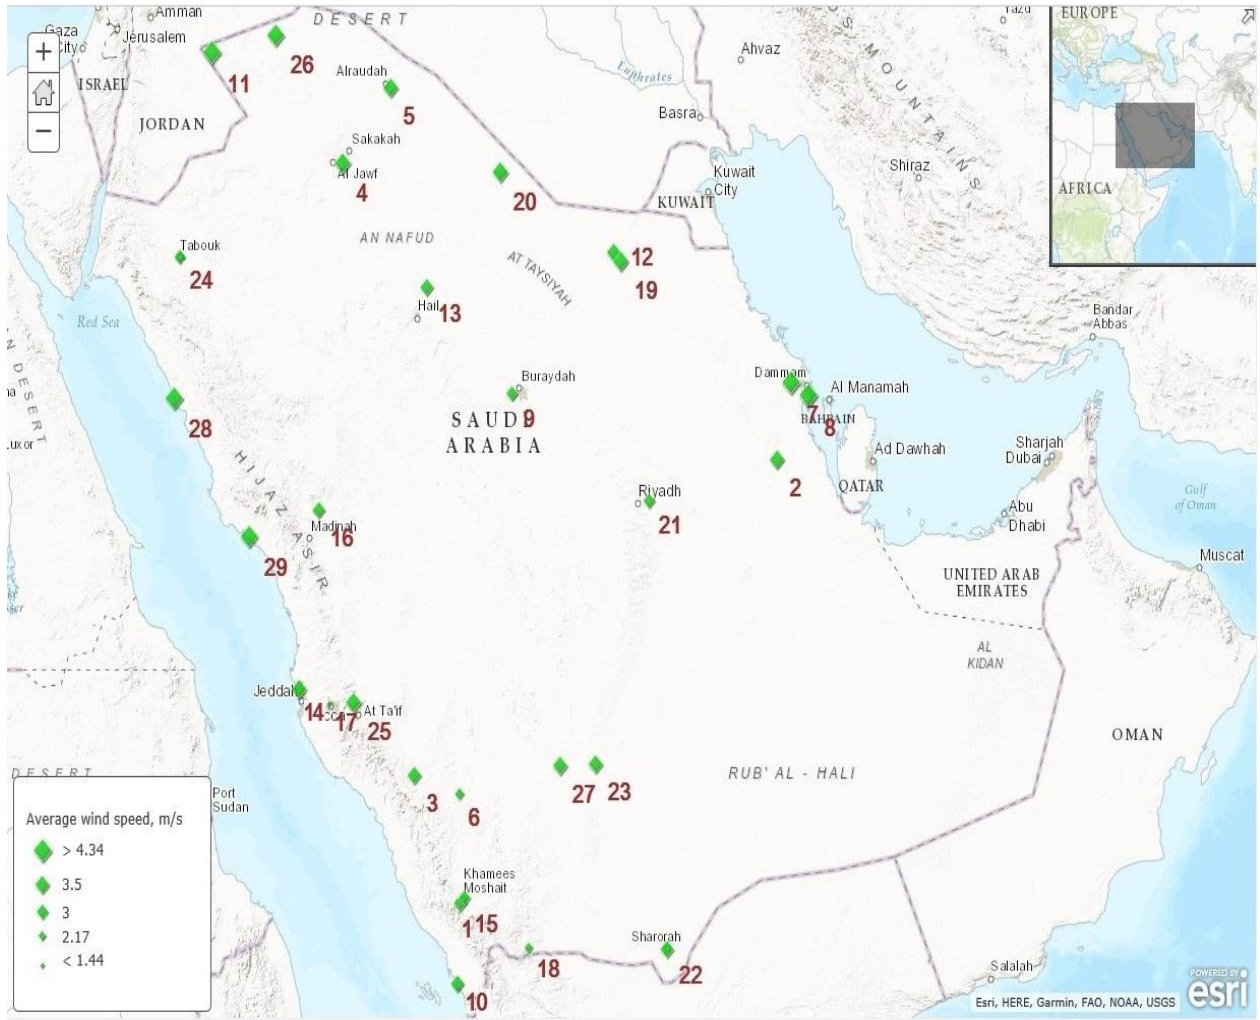 Amman
Gaza
City
Jerusalem
ISRAEL
JORDAN
DESERT
Alraudah
Sakakah
Al Jawf
Euphrates
Ahvaz
Basra
Kuwait
City
KUWAIT
Shiraz
MOUNTAINS
EUROPE
AFRICA
+
−
11
26
5
4
20
12
19
Tabouk
24
AN NAFUD
AT TAYSIYAH
Hail
13
Red Sea
Bandar
Abbas
DESERT
Buraydah
9
SAUDI
ARABIA
Dammam
Al Manamah
7
BAHRAIN
8
28
HIJAZ
ASIR
Ad Dawhah
QATAR
2
Sharjah
Dubai
Abu
Dhabi
Gulf
of Oman
Muscat
Riyadh
21
Madinah
16
29
UNITED ARAB
EMIRATES
AL
KIDAN
Jeddah
14
17
At Ta'if
25
OMAN
RUB' AL - HALI
3
6
27
23
DESERT
Port
Sudan
Khamees
Moshait
1
15
18
10
Sharorah
22
Salalah
Average wind speed, m/s
> 4.34
3.5
3
2.17
< 1.44
Esri, HERE, Garmin, FAO, NOAA, USGS
POWERED BY
esri